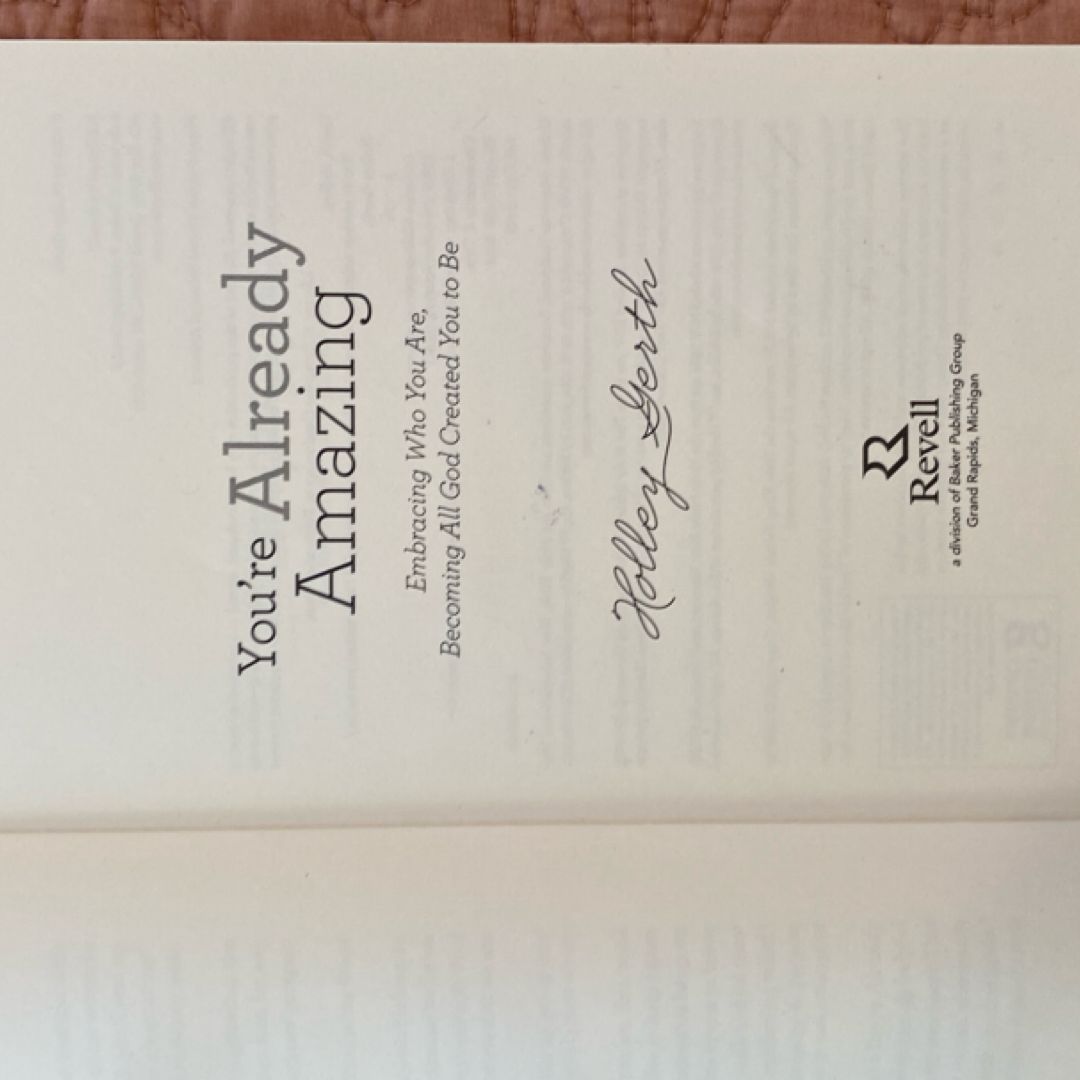 You're Already
Amazing
Embracing Who You Are,
Becoming All God Created You to Be
Holley Gerth
Revell
a division of Baker Publishing Group
Grand Rapids, Michigan